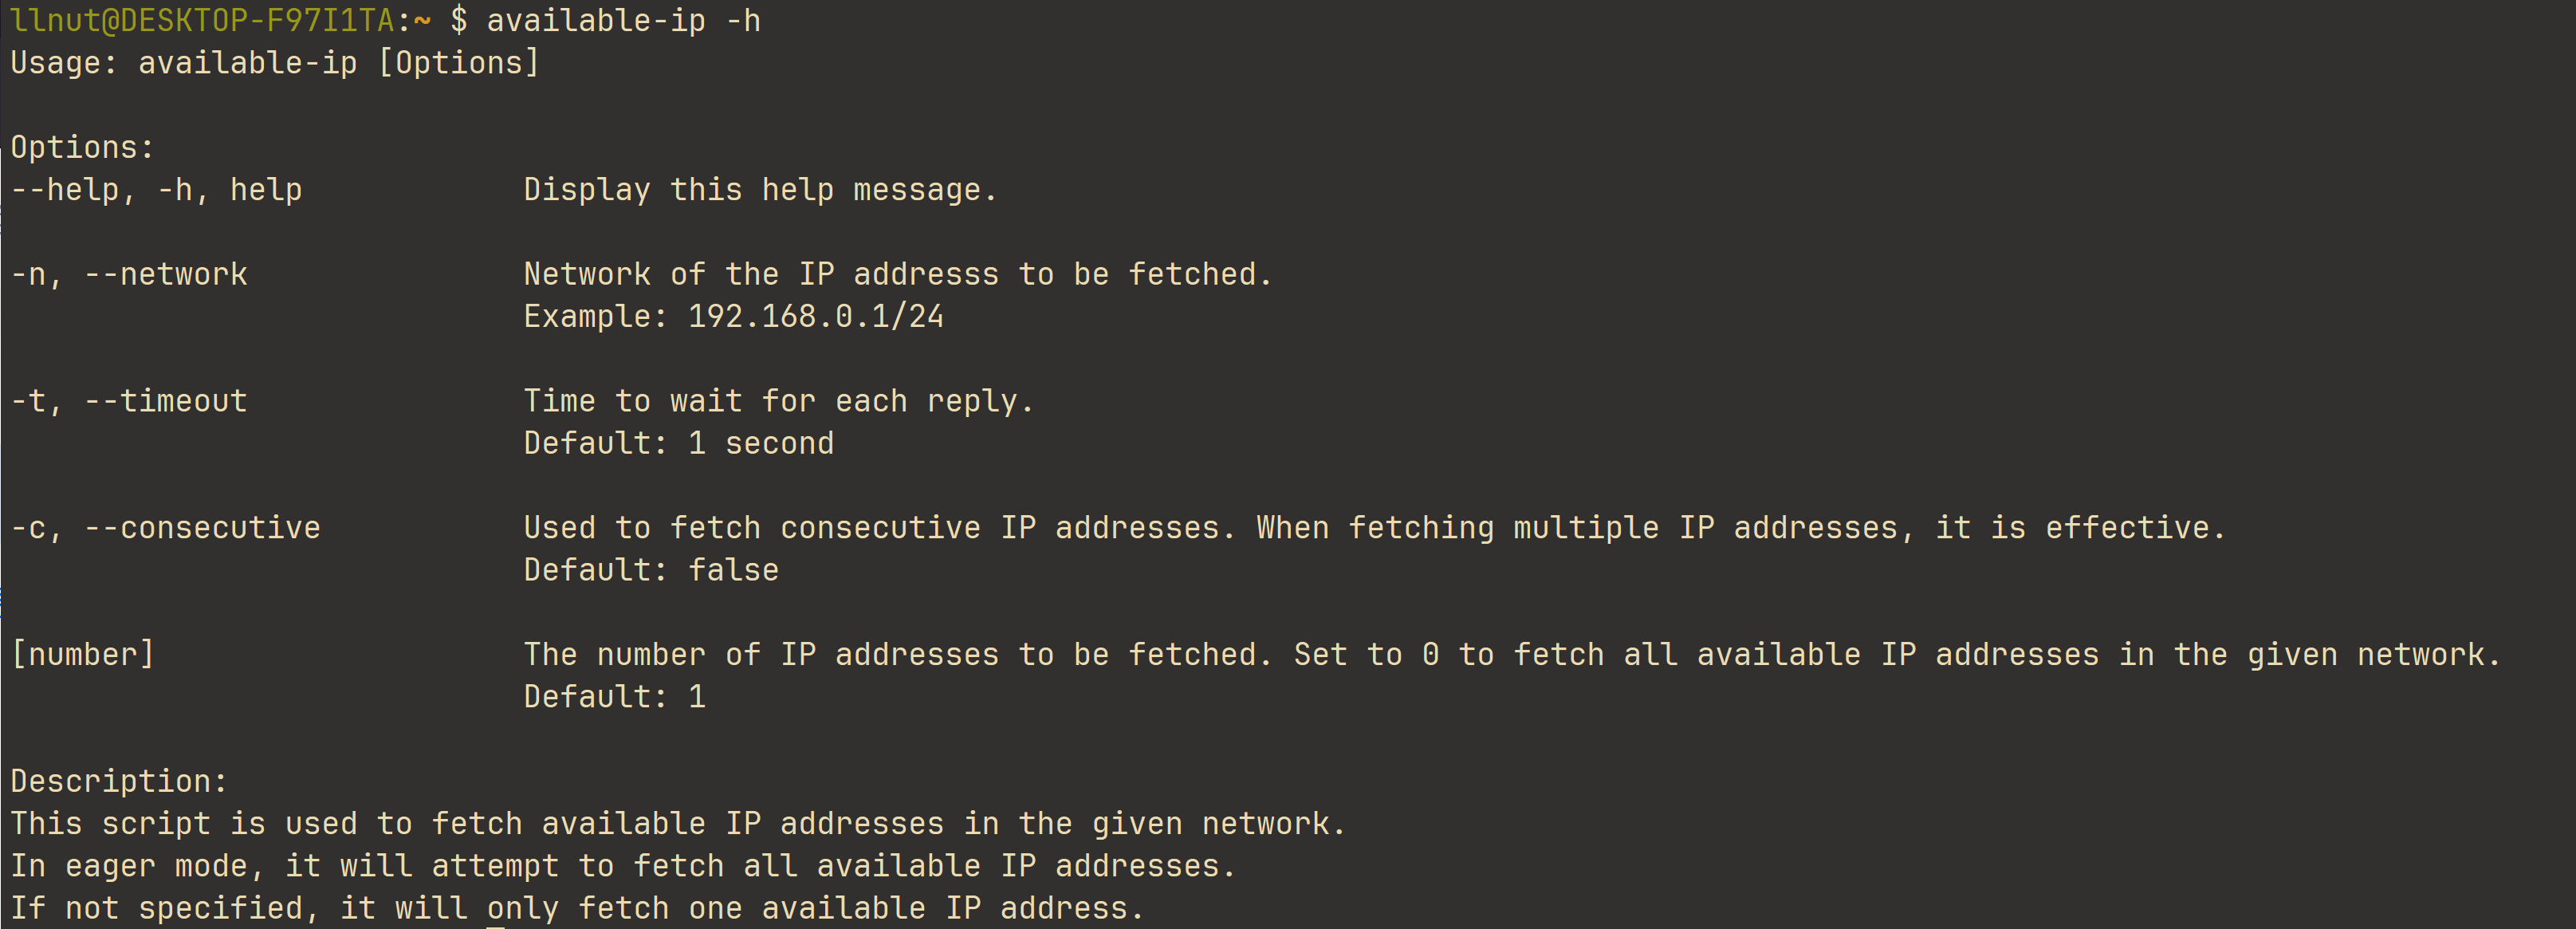 llnut@DESKTOP-F97I1TA:~ $ available-ip -h
Usage: available-ip [Options]
Options:
--help, -h, help Display this help message.
-n, --network Network of the IP addresss to be fetched.
Example: 192.168.0.1/24
-t, --timeout Time to wait for each reply.
Default: 1 second
-c, --consecutive Used to fetch consecutive IP addresses. When fetching multiple IP addresses, it is effective.
Default: false
[number] The number of IP addresses to be fetched. Set to 0 to fetch all available IP addresses in the given network.
Default: 1
Description:
This script is used to fetch available IP addresses in the given network.
In eager mode, it will attempt to fetch all available IP addresses.
If not specified, it will only fetch one available IP address.